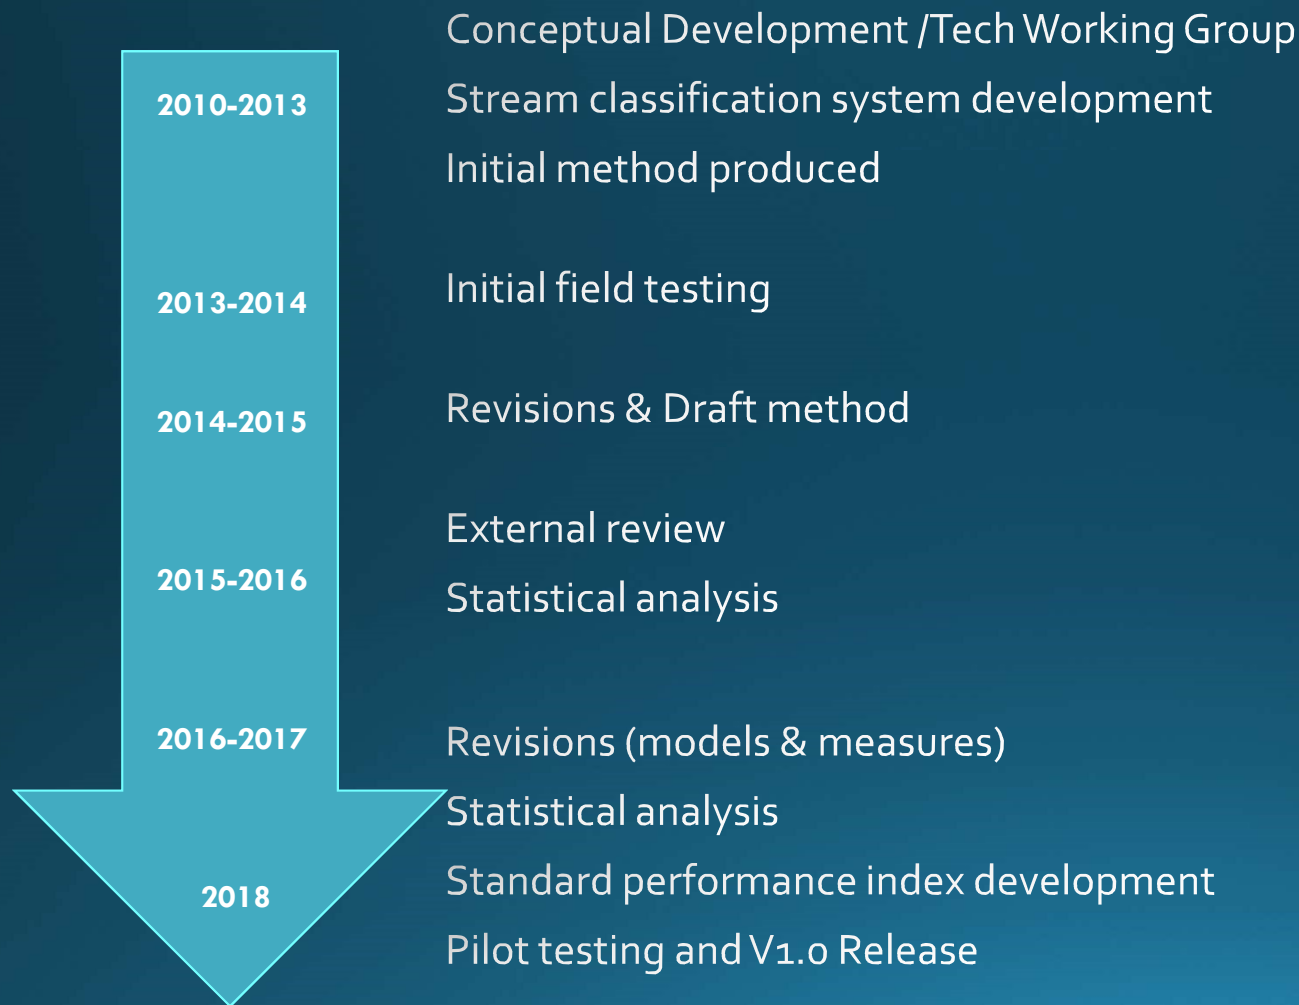 Conceptual Development /Tech Working Group
2010-2013
Stream classification system development
Initial method produced
2013-2014
Initial field testing
2014-2015
Revisions & Draft method
External review
2015-2016
Statistical analysis
2016-2017
Revisions (models & measures)
Statistical analysis
2018
Standard performance index development
Pilot testing and V1.0 Release